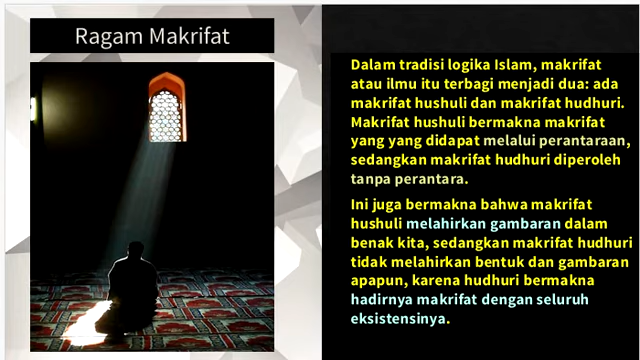 Ragam Makrifat
Dalam tradisi logika Islam, makrifat
atau ilmu itu terbagi menjadi dua: ada
makrifat hushuli dan makrifat hudhuri.
Makrifat hushuli bermakna makrifat
yang yang didapat melalui perantaraan,
sedangkan makrifat hudhuri diperoleh
tanpa perantara.
Ini juga bermakna bahwa makrifat
hushuli melahirkan gambaran dalam
benak kita, sedangkan makrifat hudhuri
tidak melahirkan bentuk dan gambaran
apapun, karena hudhuri bermakna
hadirnya makrifat dengan seluruh
eksistensinya.